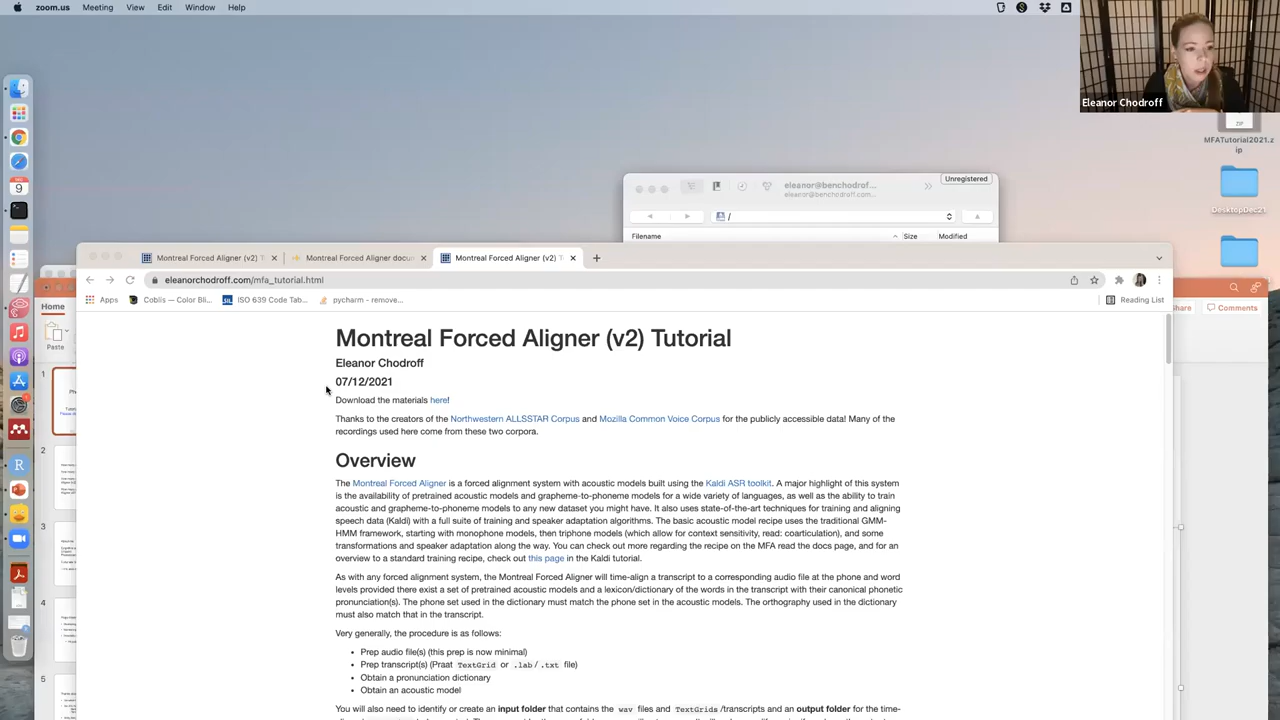 zoom.us Meeting View Edit Window Help
Eleanor Chodroff
MFATutorial2021.z
ip
DesktopDec21
eleanor@benchodrof...
eleanor@benchodroff.com...
Unregistered
/
Filename Size Modified
SEP
9
Montreal Forced Aligner (v2) T
Montreal Forced Aligner docu
Montreal Forced Aligner (v2) T
eleanorchodroff.com/mfa_tutorial.html
Apps Coblis — Color Bli... ISO 639 Code Tab... pycharm - remove... Reading List
Home
Paste
Share Comments
1
2
3
4
5
Montreal Forced Aligner (v2) Tutorial
Eleanor Chodroff
07/12/2021
Download the materials here!
Thanks to the creators of the Northwestern ALLSSTAR Corpus and Mozilla Common Voice Corpus for the publicly accessible data! Many of the
recordings used here come from these two corpora.
Overview
The Montreal Forced Aligner is a forced alignment system with acoustic models built using the Kaldi ASR toolkit. A major highlight of this system
is the availability of pretrained acoustic models and grapheme-to-phoneme models for a wide variety of languages, as well as the ability to train
acoustic and grapheme-to-phoneme models to any new dataset you might have. It also uses state-of-the-art techniques for training and aligning
speech data (Kaldi) with a full suite of training and speaker adaptation algorithms. The basic acoustic model recipe uses the traditional GMM-
HMM framework, starting with monophone models, then triphone models (which allow for context sensitivity, read: coarticulation), and some
transformations and speaker adaptation along the way. You can check out more regarding the recipe on the MFA read the docs page, and for an
overview to a standard training recipe, check out this page in the Kaldi tutorial.
As with any forced alignment system, the Montreal Forced Aligner will time-align a transcript to a corresponding audio file at the phone and word
levels provided there exist a set of pretrained acoustic models and a lexicon/dictionary of the words in the transcript with their canonical phonetic
pronunciation(s). The phone set used in the dictionary must match the phone set in the acoustic models. The orthography used in the dictionary
must also match that in the transcript.
Very generally, the procedure is as follows:
• Prep audio file(s) (this prep is now minimal)
• Prep transcript(s) (Praat TextGrid or .lab/.txt file)
• Obtain a pronunciation dictionary
• Obtain an acoustic model
You will also need to identify or create an input folder that contains the wav files and TextGrids/transcripts and an output folder for the time-